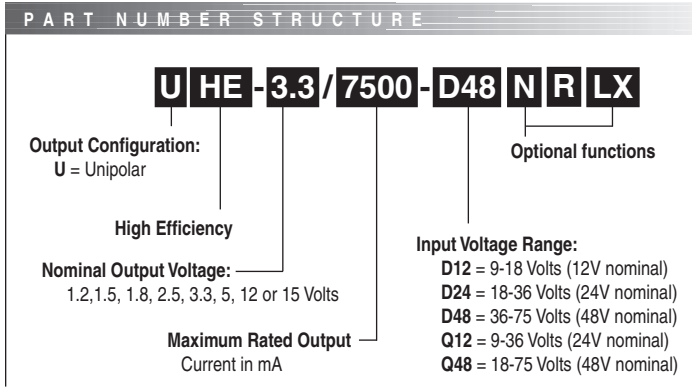 PART NUMBER STRUCTURE
U HE - 3.3 / 7500 - D48 N R LX
Output Configuration:
U = Unipolar
Optional functions
High Efficiency
Nominal Output Voltage:
1.2,1.5, 1.8, 2.5, 3.3, 5, 12 or 15 Volts
Maximum Rated Output
Current in mA
Input Voltage Range:
D12 = 9-18 Volts (12V nominal)
D24 = 18-36 Volts (24V nominal)
D48 = 36-75 Volts (48V nominal)
Q12 = 9-36 Volts (24V nominal)
Q48 = 18-75 Volts (48V nominal)